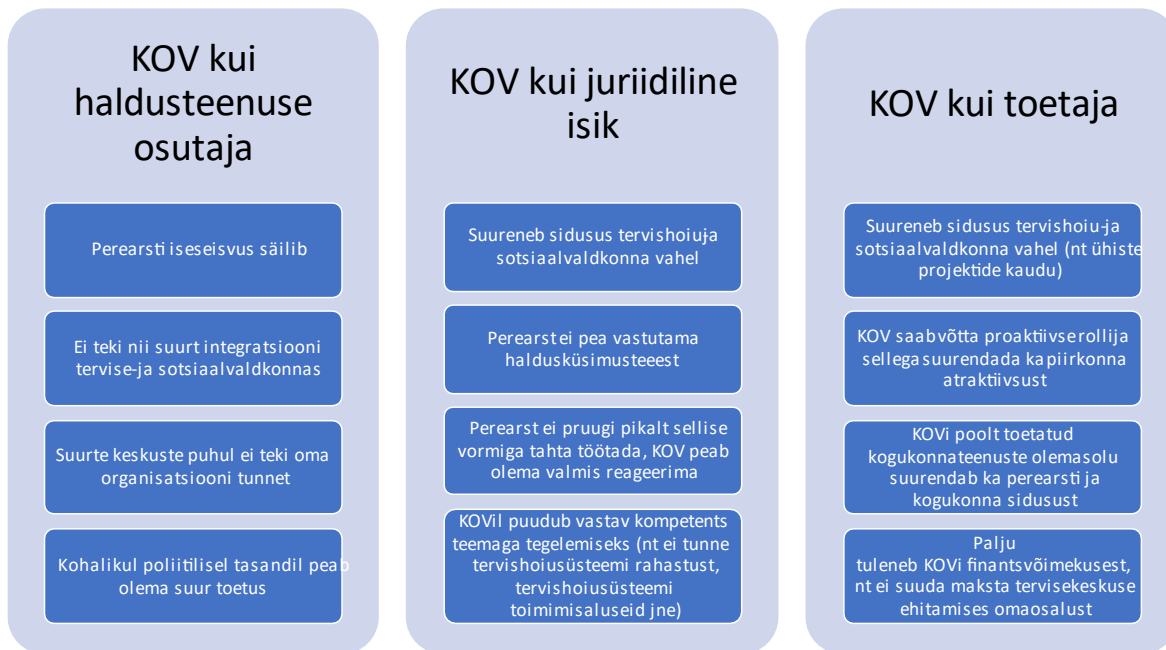 KOV kui
haldusteenuse
osutaja
Perearsti iseseisvus säilib
Ei teki nii suurt integratsiooni
tervise-ja sotsiaalvaldkonnas
Suurte keskuste puhul ei teki oma
organisatsiooni tunnet
Kohalikul poliitilisel tasandil peab
olema suur toetus
KOV kui juriidiline
isik
Suureneb sidusus tervishoiu-ja
sotsiaalvaldkonna vahel
Perearst ei pea vastutama
haldusküsimusteeest
Perearst ei pruugi pikalt sellise
vormiga tahta töötada, KOV peab
olema valmis reageerima
KOVil puudub vastav kompetents
teemaga tegelemiseks (nt ei tunne
tervishoiusüsteemi rahastust,
tervishoiusüsteemi
toimimisaluseid jne)
KOV kui toetaja
Suureneb sidusus tervishoiu-ja
sotsiaalvaldkonna vahel (nt ühiste
projektide kaudu)
KOV saab võtta proaktiivse rolli ja
sellega suurendada ka piirkonna
atraktiivsust
KOVi poolt toetatud
kogukonnateenuste olemasolu
suurendab ka perearsti ja
kogukonna sidusust
Palju
tuleneb KOVi finantsvõimekusest,
nt ei suuda maksta tervisekeskuse
ehitamises omaosalust